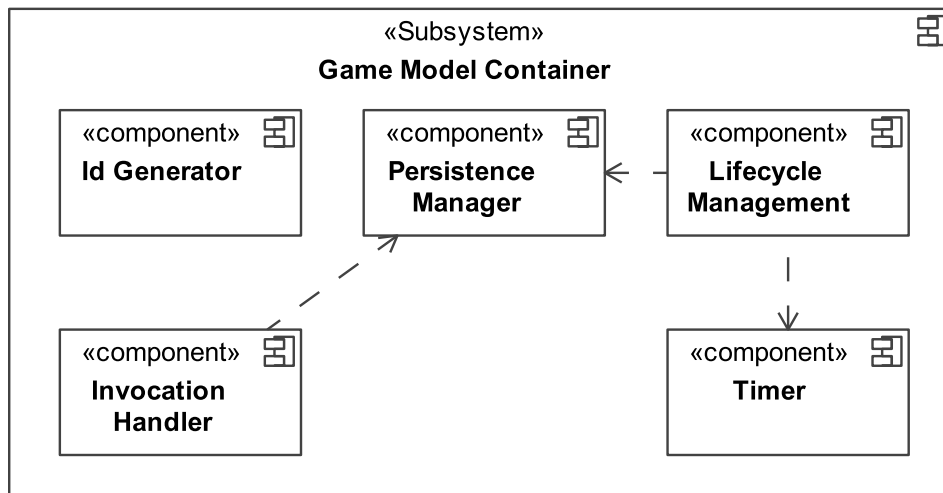 «Subsystem»
Game Model Container
«component»
Id Generator
«component»
Persistence
Manager
«component»
Lifecycle
Management
«component»
Invocation
Handler
«component»
Timer